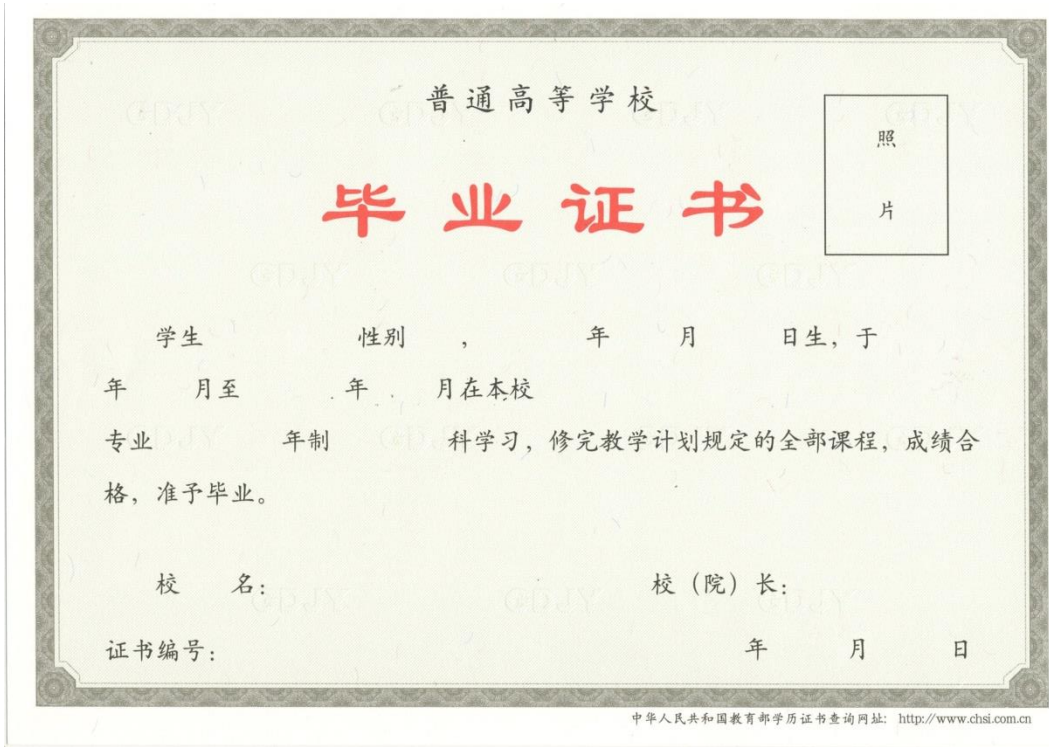 普通高等学校
照
片
毕业证书
学生 性别 , 年 月 日生，于
年 月至 年 月在本校
专业 年制 科学习，修完教学计划规定的全部课程，成绩合
格，准予毕业。
校 名： 校（院）长：
证书编号： 年 月 日
中华人民共和国教育部学历证书查询网址： http://www.chsi.com.cn